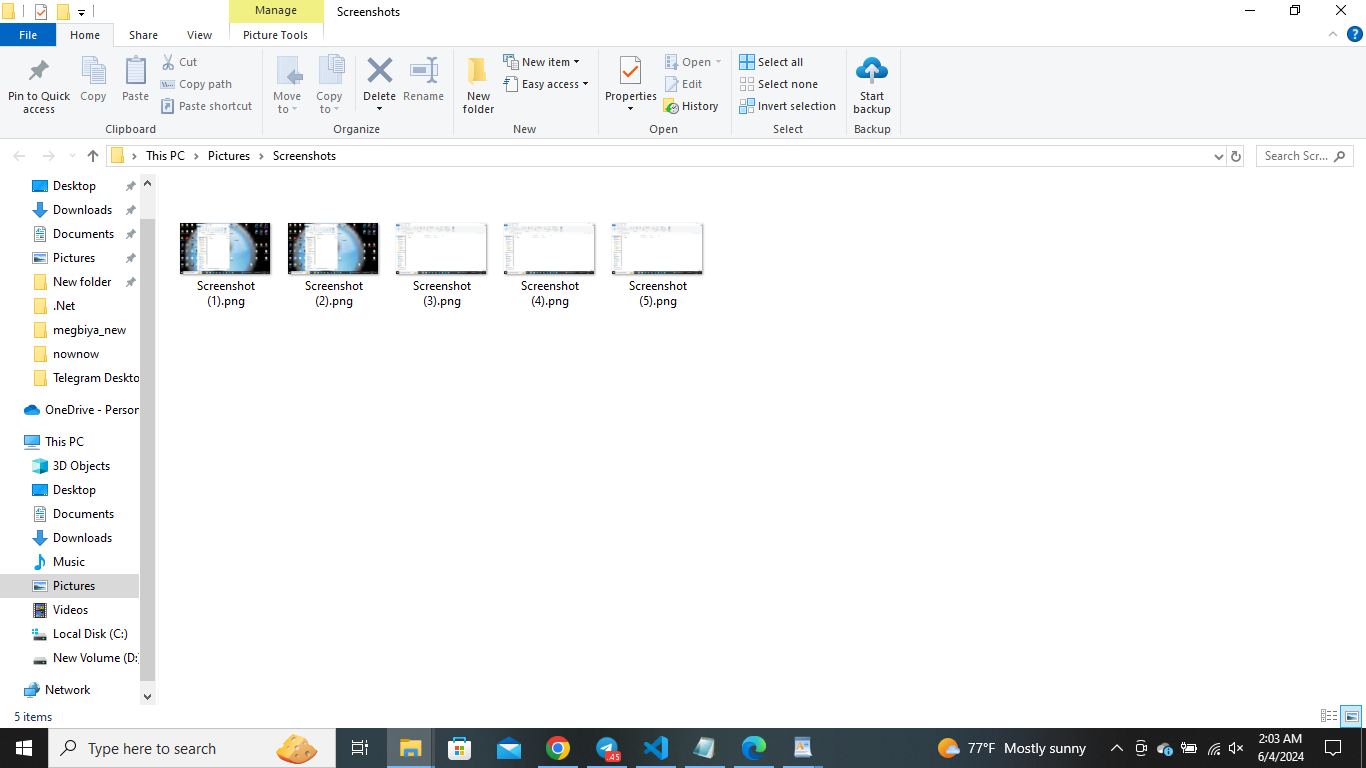 Manage
Screenshots
File
Home
Share
View
Picture Tools
Pin to Quick
access
Copy
Paste
Cut
Copy path
Paste shortcut
Clipboard
Move
to
Copy
to
Delete
Rename
Organize
New
folder
New item
Easy access
New
Properties
Open
Edit
History
Open
Select all
Select none
Invert selection
Select
Start
backup
Backup
This PC
Pictures
Screenshots
Search Scr...
Desktop
Downloads
Documents
Pictures
New folder
.Net
megbiya_new
nownow
Telegram Deskto
OneDrive - Person
This PC
3D Objects
Desktop
Documents
Downloads
Music
Pictures
Videos
Local Disk (C:)
New Volume (D:)
Network
Screenshot
(1).png
Screenshot
(2).png
Screenshot
(3).png
Screenshot
(4).png
Screenshot
(5).png
5 items
Type here to search
.45
77°F Mostly sunny
2:03 AM
6/4/2024